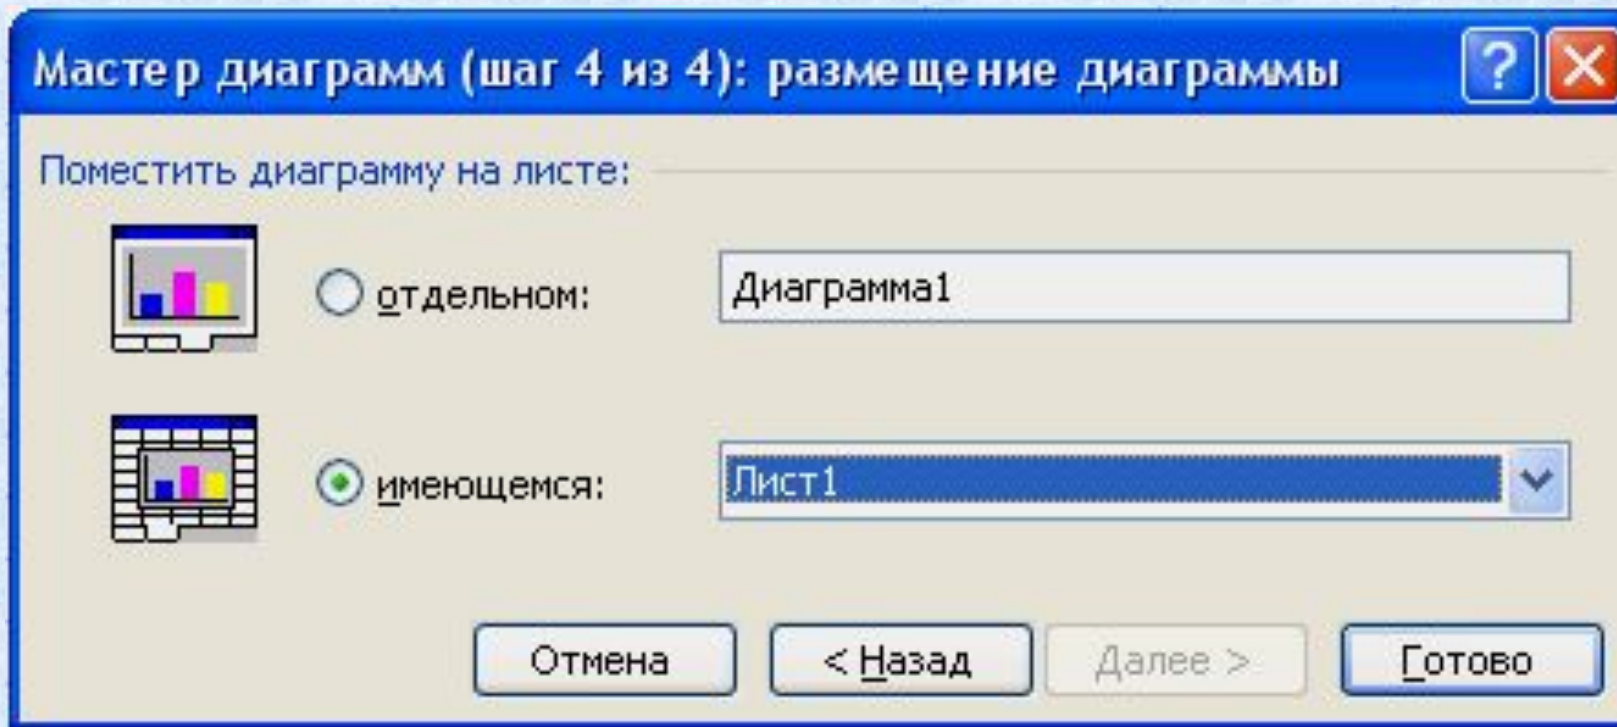 Мастер диаграмм (шаг 4 из 4): размещение диаграммы
Поместить диаграмму на листе:
отдельном: Диаграмма1
имеющемся: Лист1
Отмена < Назад Далее > Готово